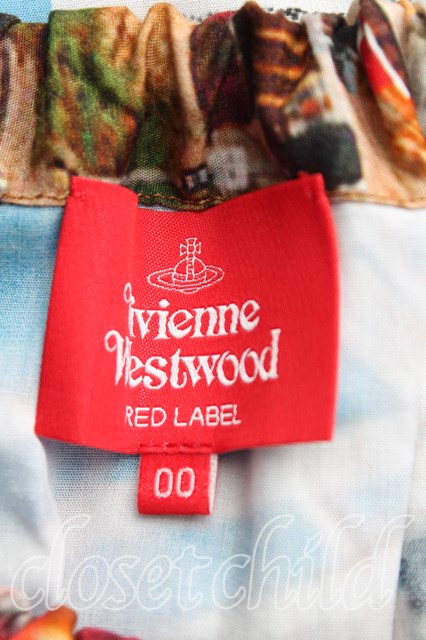 Vivienne
Westwood
RED LABEL
00
closetchild